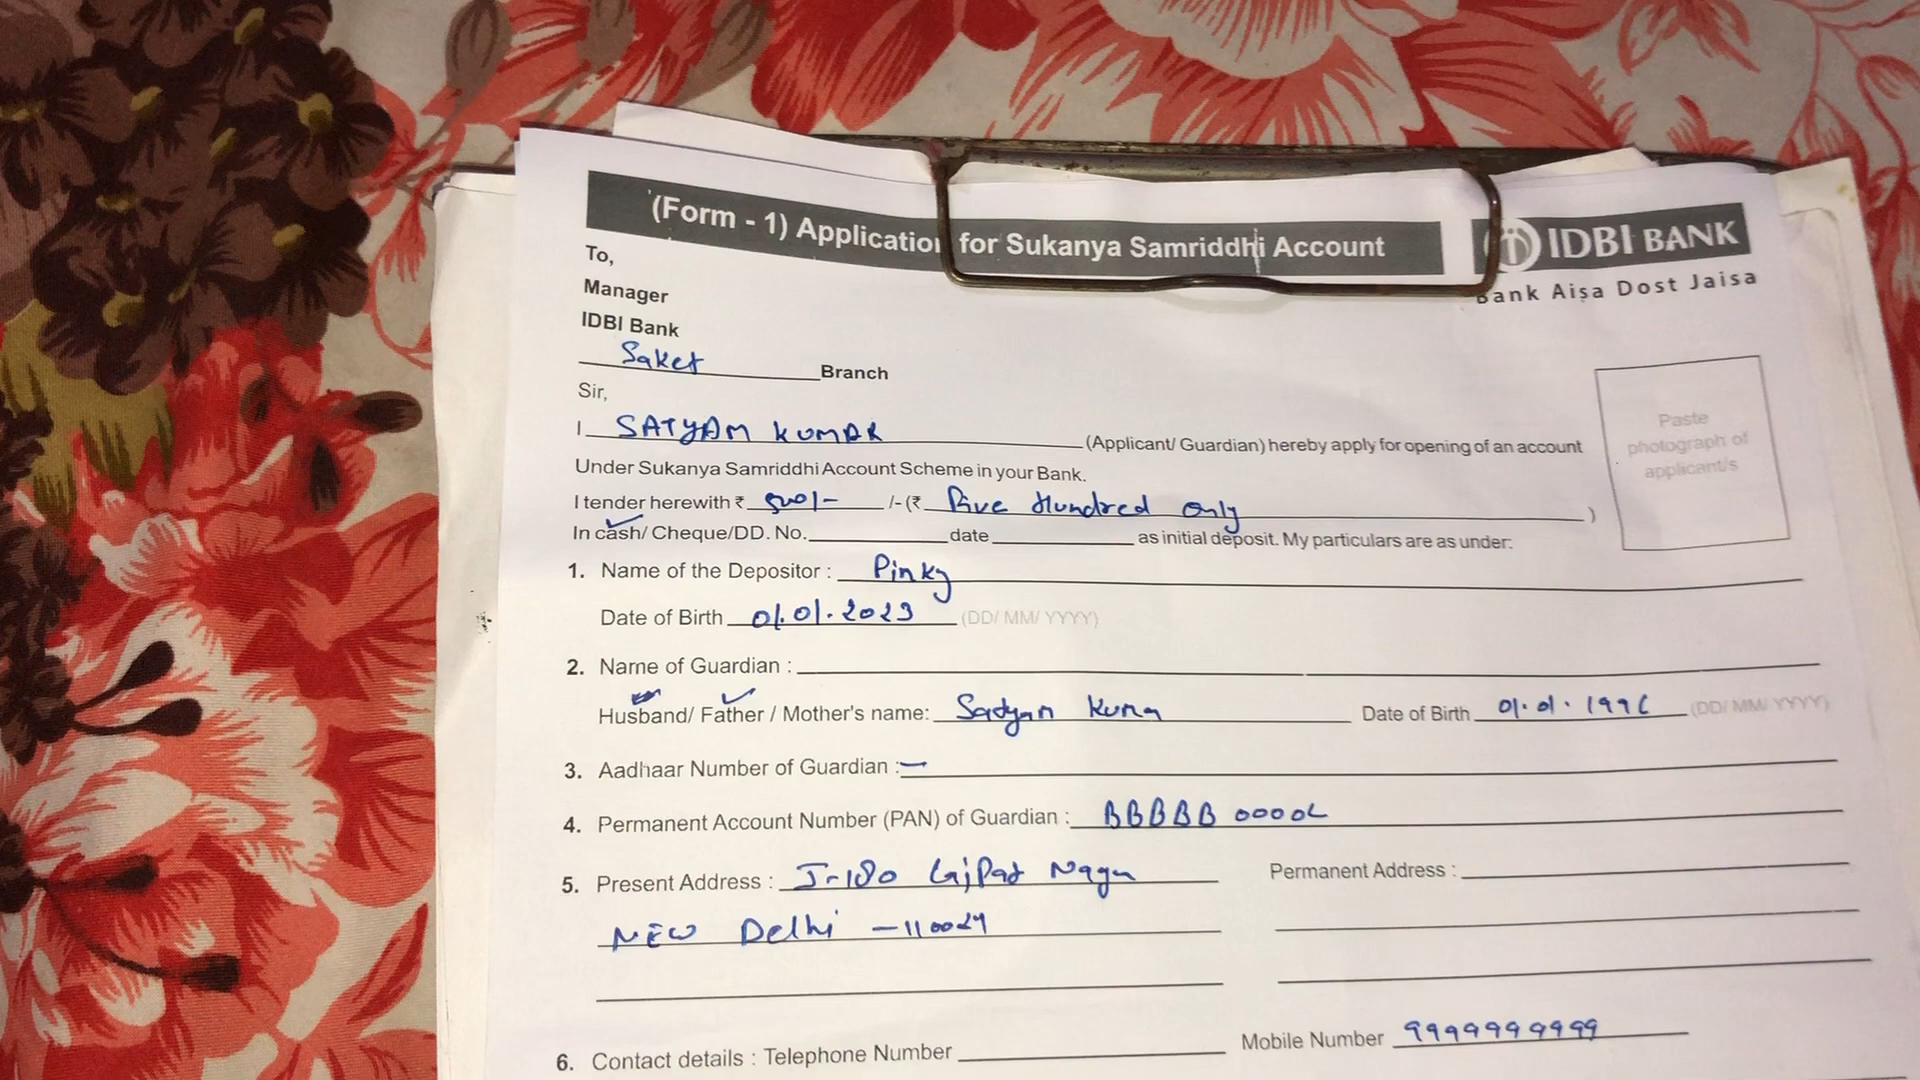 (Form - 1) Application for Sukanya Samriddhi Account
IDBI BANK
Bank Aisa Dost Jaisa
To,
Manager
IDBI Bank
Saket Branch
Sir,
Paste photograph of applicant/s
I SATYAM KUMAR (Applicant/ Guardian) hereby apply for opening of an account
Under Sukanya Samriddhi Account Scheme in your Bank.
I tender herewith ₹ 500/- /-(₹ Five Hundred only )
In cash/ Cheque/DD. No. date as initial deposit. My particulars are as under:
1. Name of the Depositor : Pinky
Date of Birth 01.01.2023 (DD/ MM/ YYYY)
2. Name of Guardian :
Husband/ Father / Mother's name: Satyam Kumar Date of Birth 01.01.1996 (DD/ MM/ YYYY)
3. Aadhaar Number of Guardian : —
4. Permanent Account Number (PAN) of Guardian : BBBBB 0000L
5. Present Address : J-180 Lajpat Nagar Permanent Address :
NEW Delhi -110024
6. Contact details : Telephone Number Mobile Number 9999999999